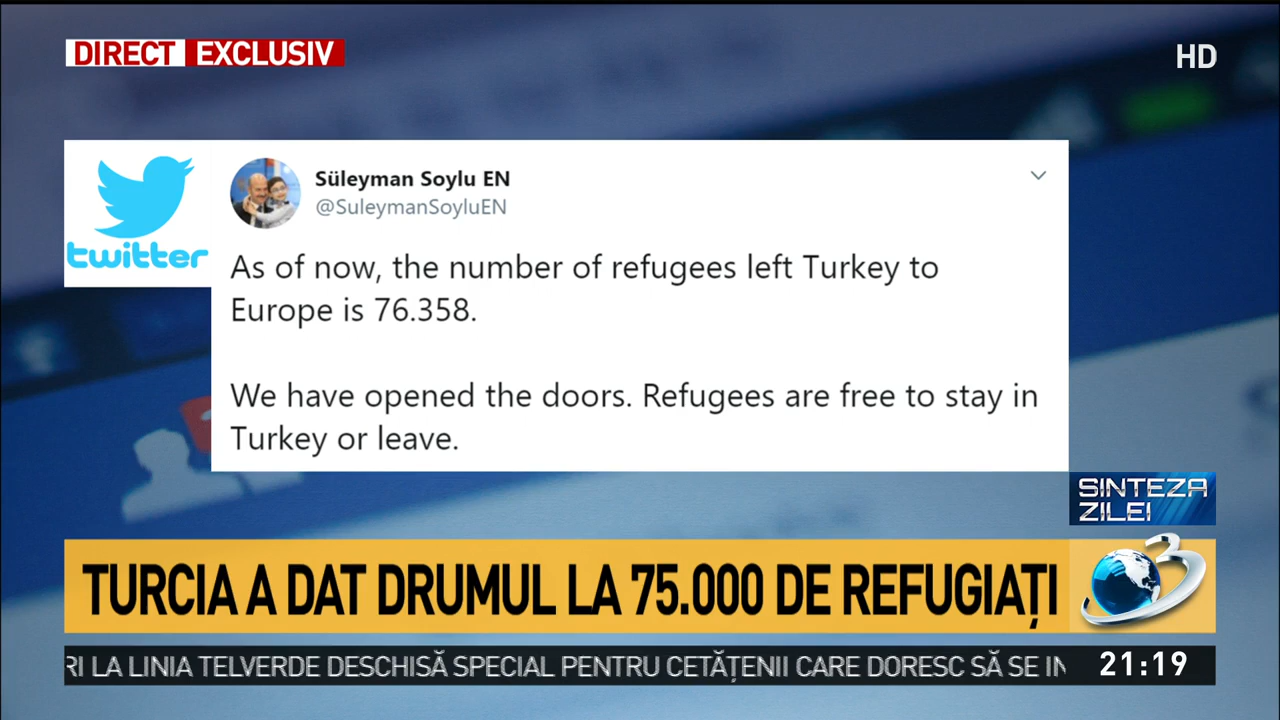 DIRECT EXCLUSIV
HD
twitter
Süleyman Soylu EN
@SuleymanSoyluEN
As of now, the number of refugees left Turkey to
Europe is 76.358.
We have opened the doors. Refugees are free to stay in
Turkey or leave.
SINTEZA
ZILEI
TURCIA A DAT DRUMUL LA 75.000 DE REFUGIAȚI
3
RI LA LINIA TELVERDE DESCHISĂ SPECIAL PENTRU CETĂȚENII CARE DORESC SĂ SE IN
21:19